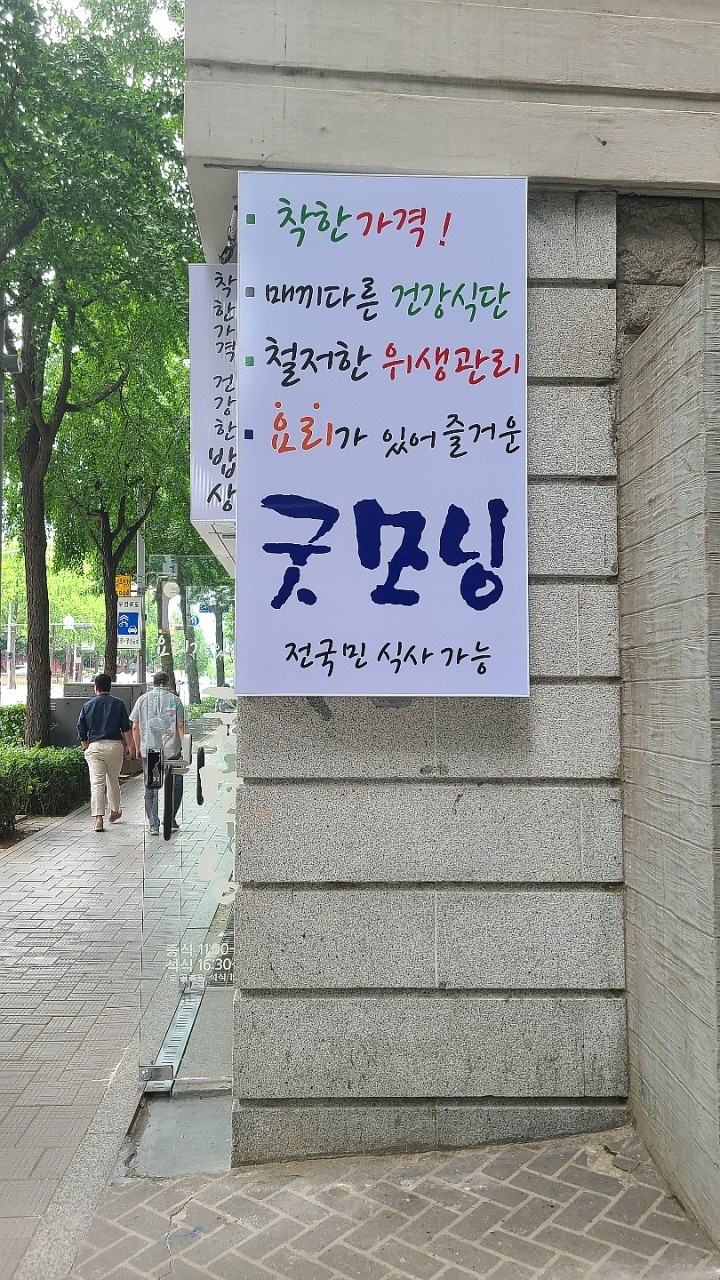 착한가격!
매끼다른 건강식단
철저한 위생관리
요리가 있어 즐거운
굿모닝
전국민 식사 가능
착한가격 건강한 밥상
중식 11:
석식 16:30~